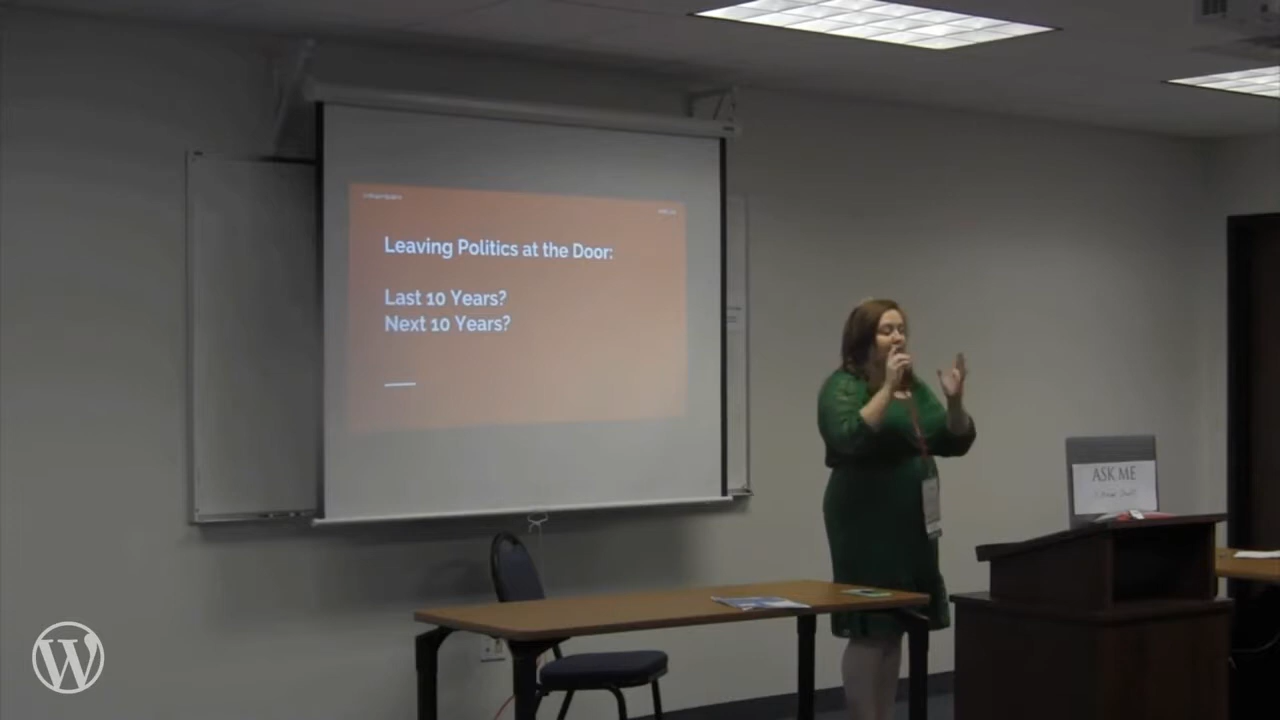 Leaving Politics at the Door:
Last 10 Years?
Next 10 Years?
ASK ME
W